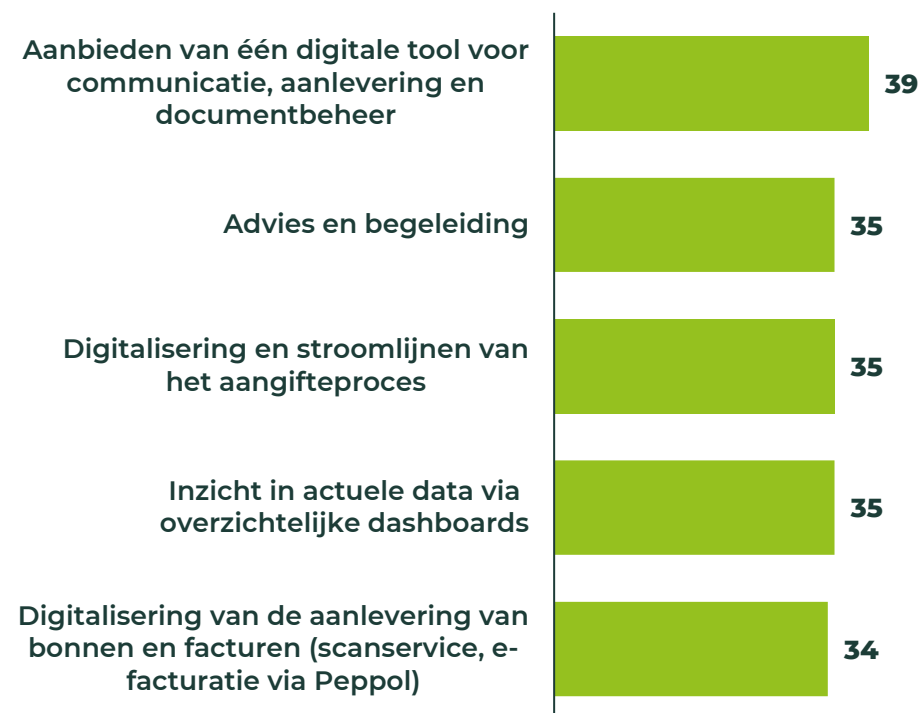 Aanbieden van één digitale tool voor
communicatie, aanlevering en
documentbeheer
39
Advies en begeleiding
35
Digitalisering en stroomlijnen van
het aangifteproces
35
Inzicht in actuele data via
overzichtelijke dashboards
35
Digitalisering van de aanlevering van
bonnen en facturen (scanservice, e-
facturatie via Peppol)
34